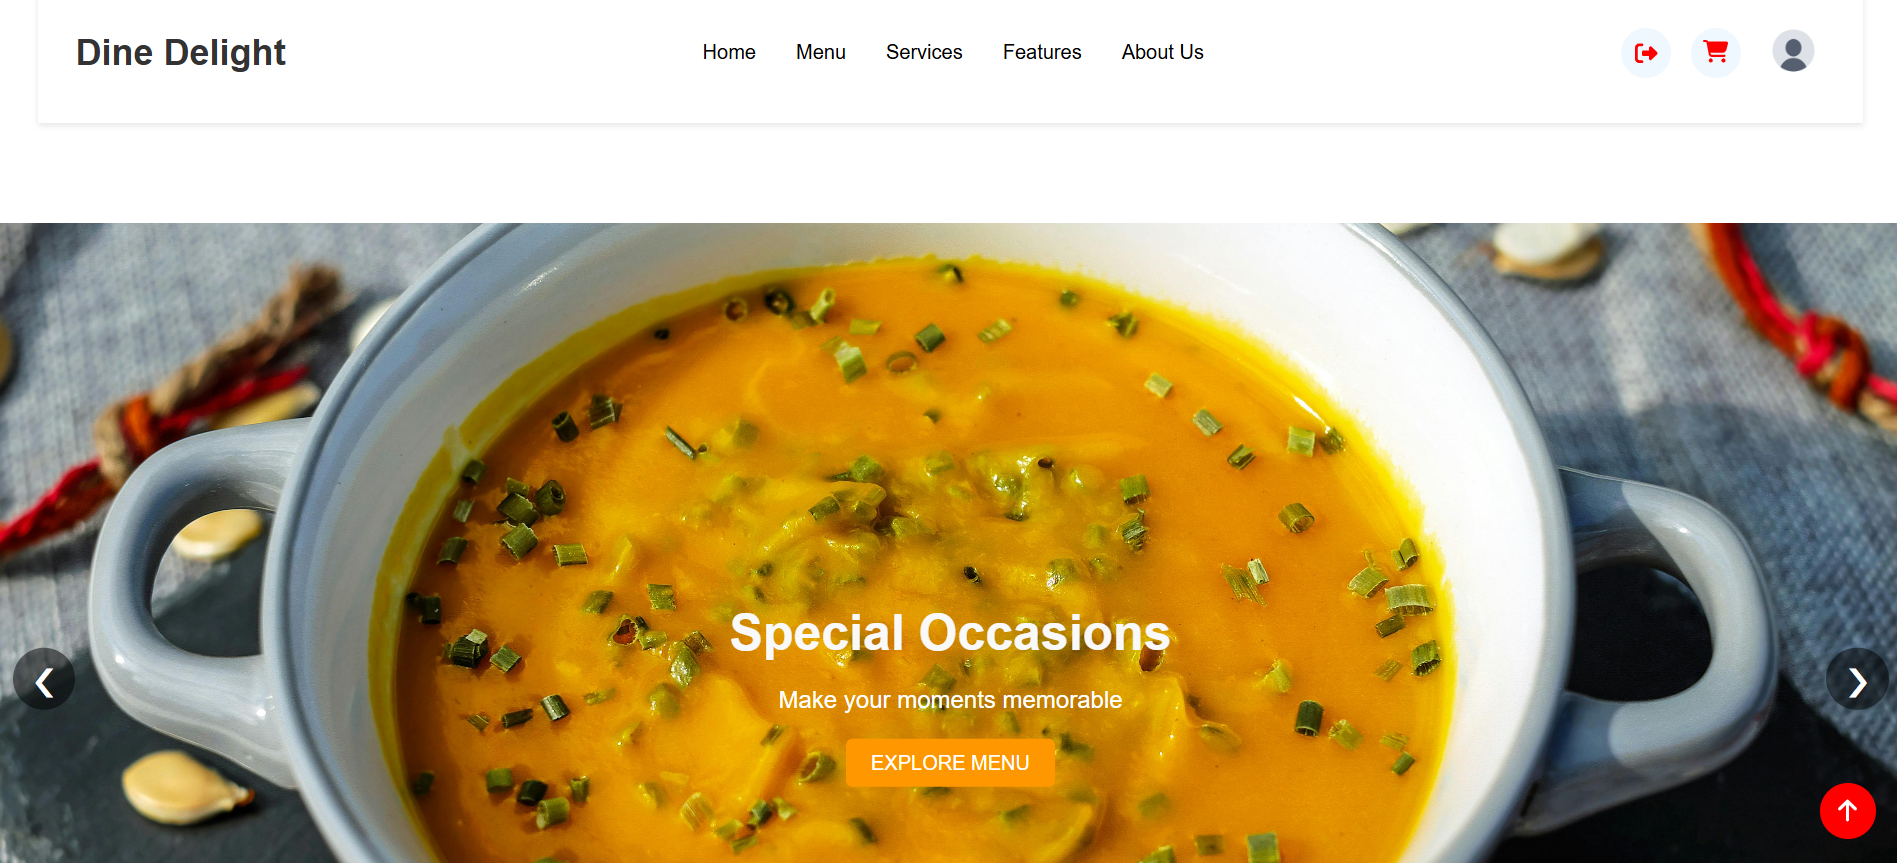 Dine Delight
Home Menu Services Features About Us
Special Occasions
Make your moments memorable
EXPLORE MENU